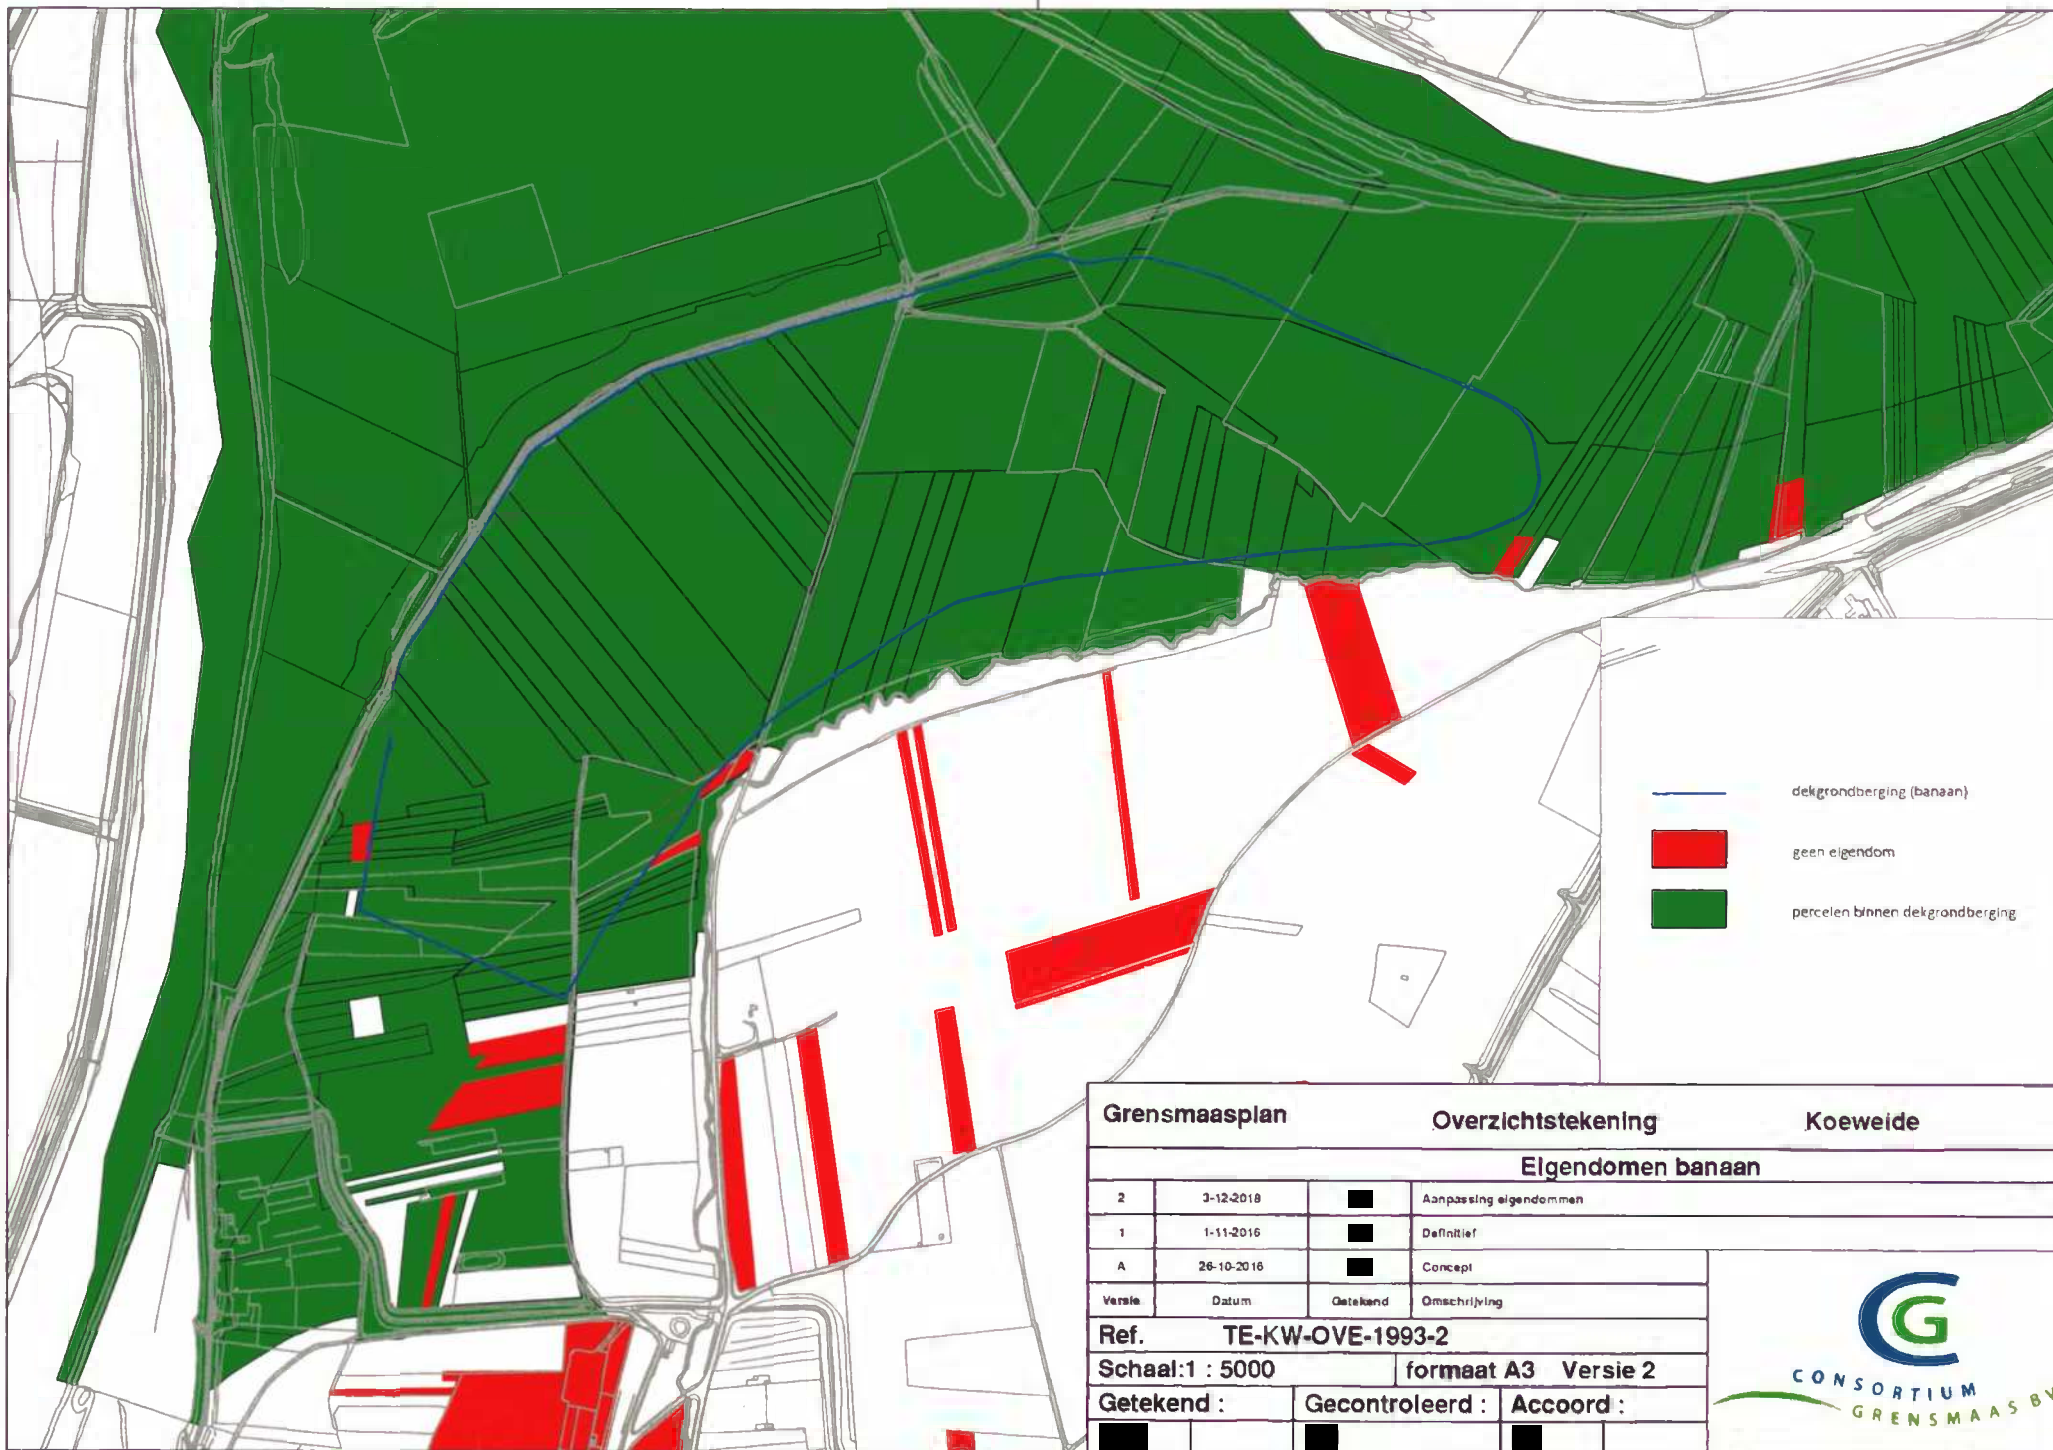 dekgrondberging (banaan)
geen eigendom
percelen binnen dekgrondberging
Grensmaasplan Overzichtstekening Koeweide
Eigendomen banaan
2 3-12-2018 Aanpassing eigendommen
1 1-11-2016 Definitief
A 26-10-2016 Concept
Versie Datum Getekend Omschrijving
Ref. TE-KW-OVE-1993-2
Schaal:1 : 5000 formaat A3 Versie 2
Getekend : Gecontroleerd : Accoord :
CG
CONSORTIUM
GRENSMAAS BV